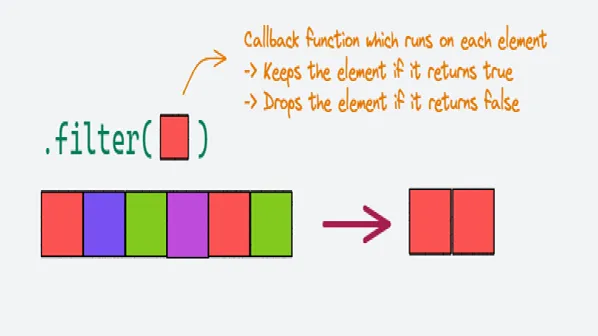 Callback function which runs on each element
-> Keeps the element if it returns true
-> Drops the element if it returns false
.filter( )